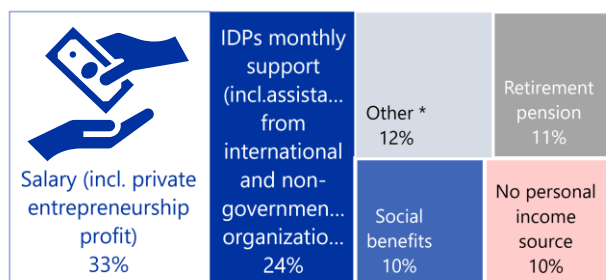 Salary (incl. private
entrepreneurship
profit)
33%
IDPs monthly
support
(incl.assista...
from
international
and non-
governmen...
organizatio...
24%
Other *
12%
Retirement
pension
11%
Social
benefits
10%
No personal
income
source
10%